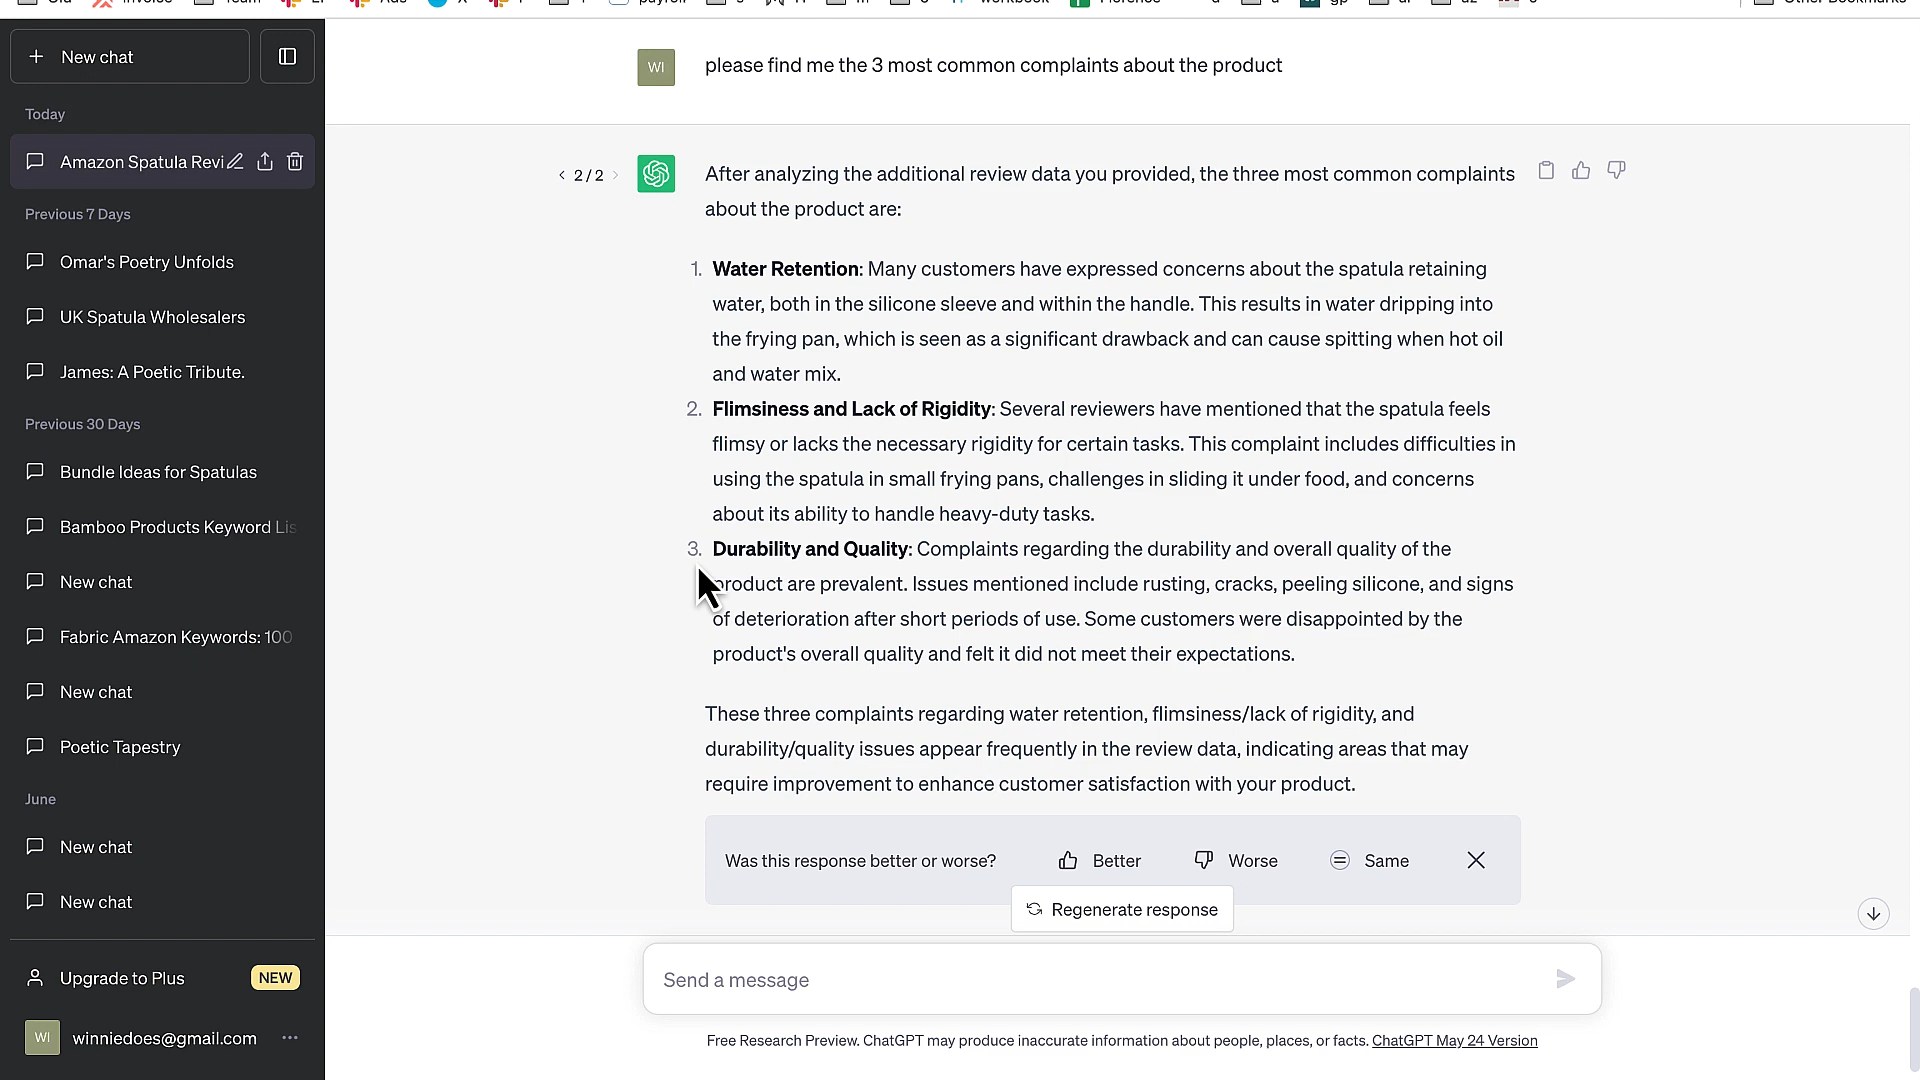 invoice
Team
Ads
payroll
workbook
Florence
gp
Other Bookmarks
New chat
Today
Amazon Spatula Revi
Previous 7 Days
Omar's Poetry Unfolds
UK Spatula Wholesalers
James: A Poetic Tribute.
Previous 30 Days
Bundle Ideas for Spatulas
Bamboo Products Keyword Lis
New chat
Fabric Amazon Keywords: 100
New chat
Poetic Tapestry
June
New chat
New chat
Upgrade to Plus NEW
WI winniedoes@gmail.com
WI please find me the 3 most common complaints about the product
< 2 / 2 >
After analyzing the additional review data you provided, the three most common complaints
about the product are:
1. Water Retention: Many customers have expressed concerns about the spatula retaining
water, both in the silicone sleeve and within the handle. This results in water dripping into
the frying pan, which is seen as a significant drawback and can cause spitting when hot oil
and water mix.
2. Flimsiness and Lack of Rigidity: Several reviewers have mentioned that the spatula feels
flimsy or lacks the necessary rigidity for certain tasks. This complaint includes difficulties in
using the spatula in small frying pans, challenges in sliding it under food, and concerns
about its ability to handle heavy-duty tasks.
3. Durability and Quality: Complaints regarding the durability and overall quality of the
product are prevalent. Issues mentioned include rusting, cracks, peeling silicone, and signs
of deterioration after short periods of use. Some customers were disappointed by the
product's overall quality and felt it did not meet their expectations.
These three complaints regarding water retention, flimsiness/lack of rigidity, and
durability/quality issues appear frequently in the review data, indicating areas that may
require improvement to enhance customer satisfaction with your product.
Was this response better or worse? Better Worse Same
Regenerate response
Send a message
Free Research Preview. ChatGPT may produce inaccurate information about people, places, or facts. ChatGPT May 24 Version